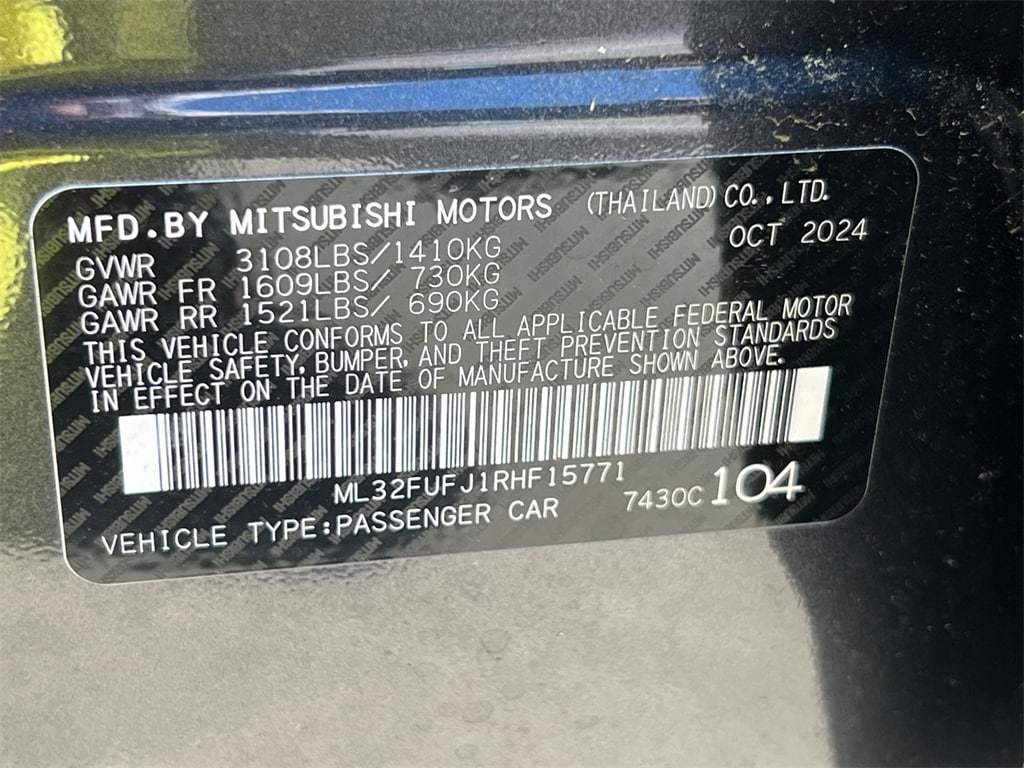 MFD.BY MITSUBISHI MOTORS (THAILAND) CO.,LTD.
OCT 2024
GVWR 3108LBS/1410KG
GAWR FR 1609LBS/ 730KG
GAWR RR 1521LBS/ 690KG
THIS VEHICLE CONFORMS TO ALL APPLICABLE FEDERAL MOTOR
VEHICLE SAFETY, BUMPER, AND THEFT PREVENTION STANDARDS
IN EFFECT ON THE DATE OF MANUFACTURE SHOWN ABOVE.
ML32FUFJ1RHF15771
7430C 104
VEHICLE TYPE:PASSENGER CAR